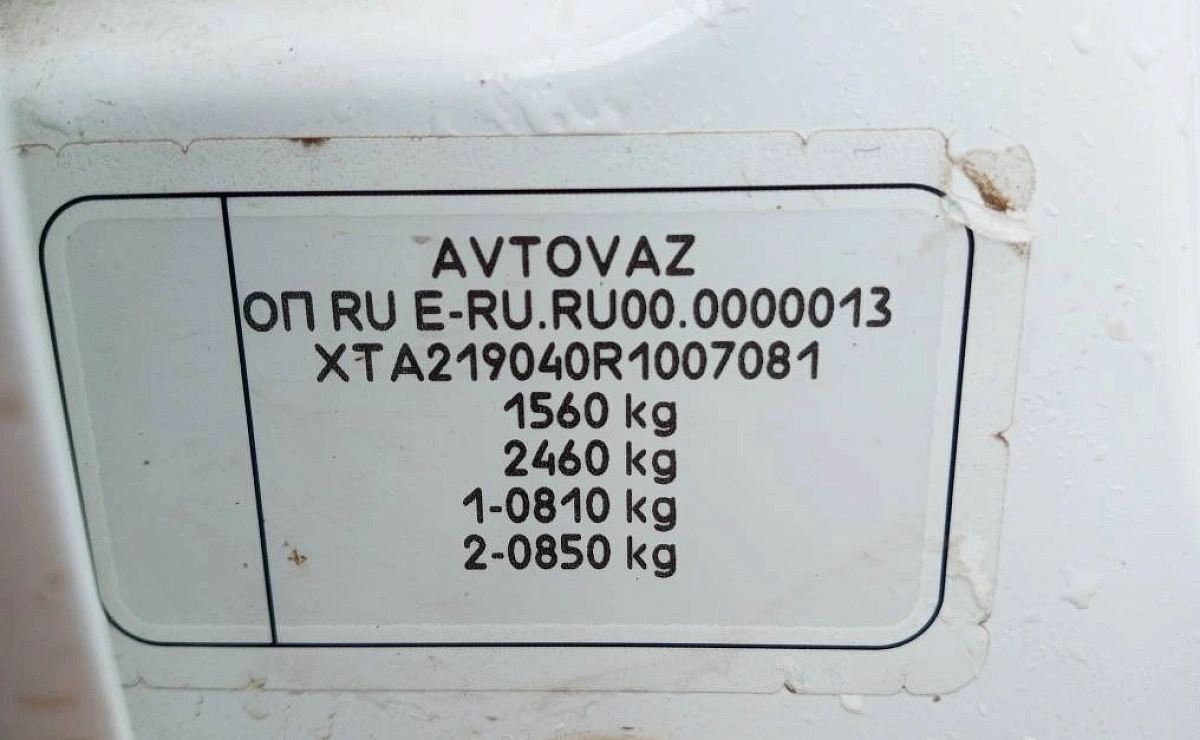 AVTOVAZ
ОП RU E-RU.RU00.0000013
XTA219040R1007081
1560 kg
2460 kg
1-0810 kg
2-0850 kg